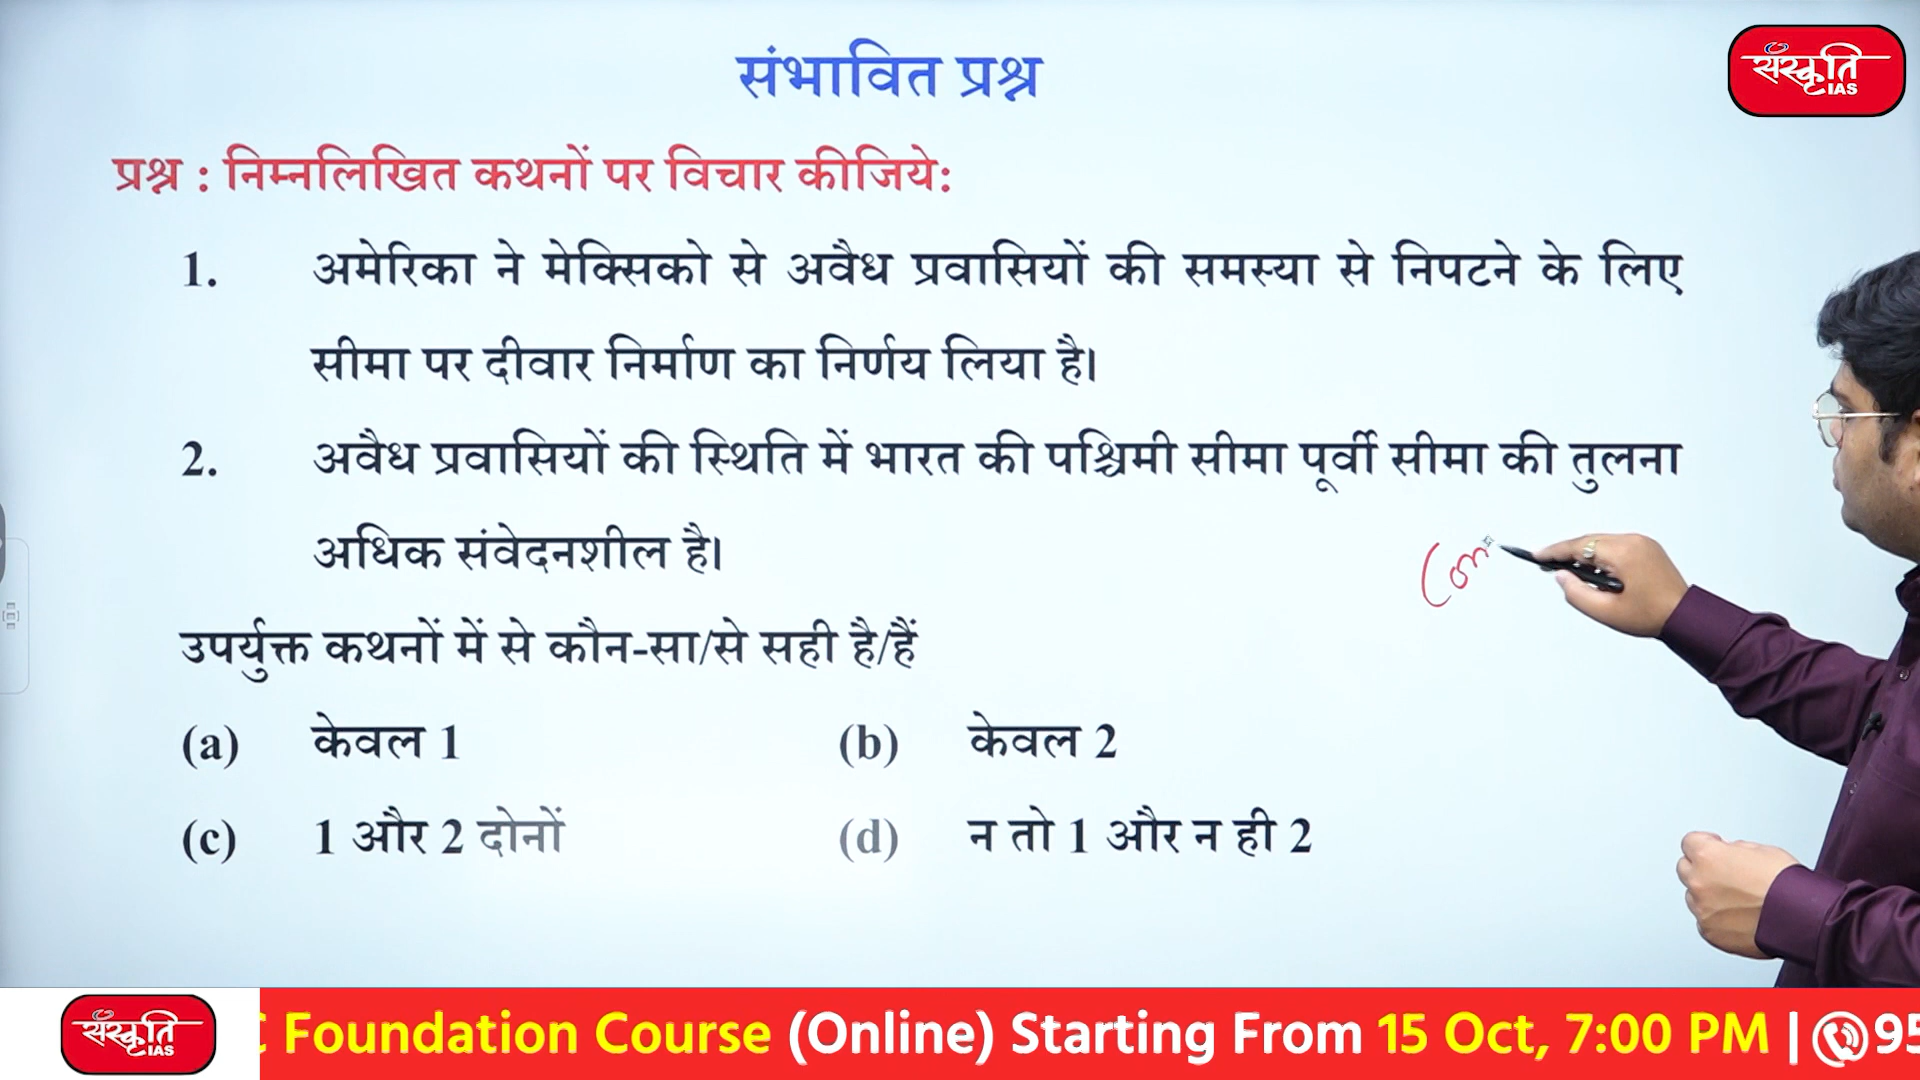 संभावित प्रश्न
संस्कृति
IAS
प्रश्न : निम्नलिखित कथनों पर विचार कीजिये:
1. अमेरिका ने मेक्सिको से अवैध प्रवासियों की समस्या से निपटने के लिए
सीमा पर दीवार निर्माण का निर्णय लिया है।
2. अवैध प्रवासियों की स्थिति में भारत की पश्चिमी सीमा पूर्वी सीमा की तुलना
अधिक संवेदनशील है।
Com
उपर्युक्त कथनों में से कौन-सा/से सही है/हैं
(a) केवल 1 (b) केवल 2
(c) 1 और 2 दोनों (d) न तो 1 और न ही 2
संस्कृति
IAS
C Foundation Course (Online) Starting From 15 Oct, 7:00 PM | 95